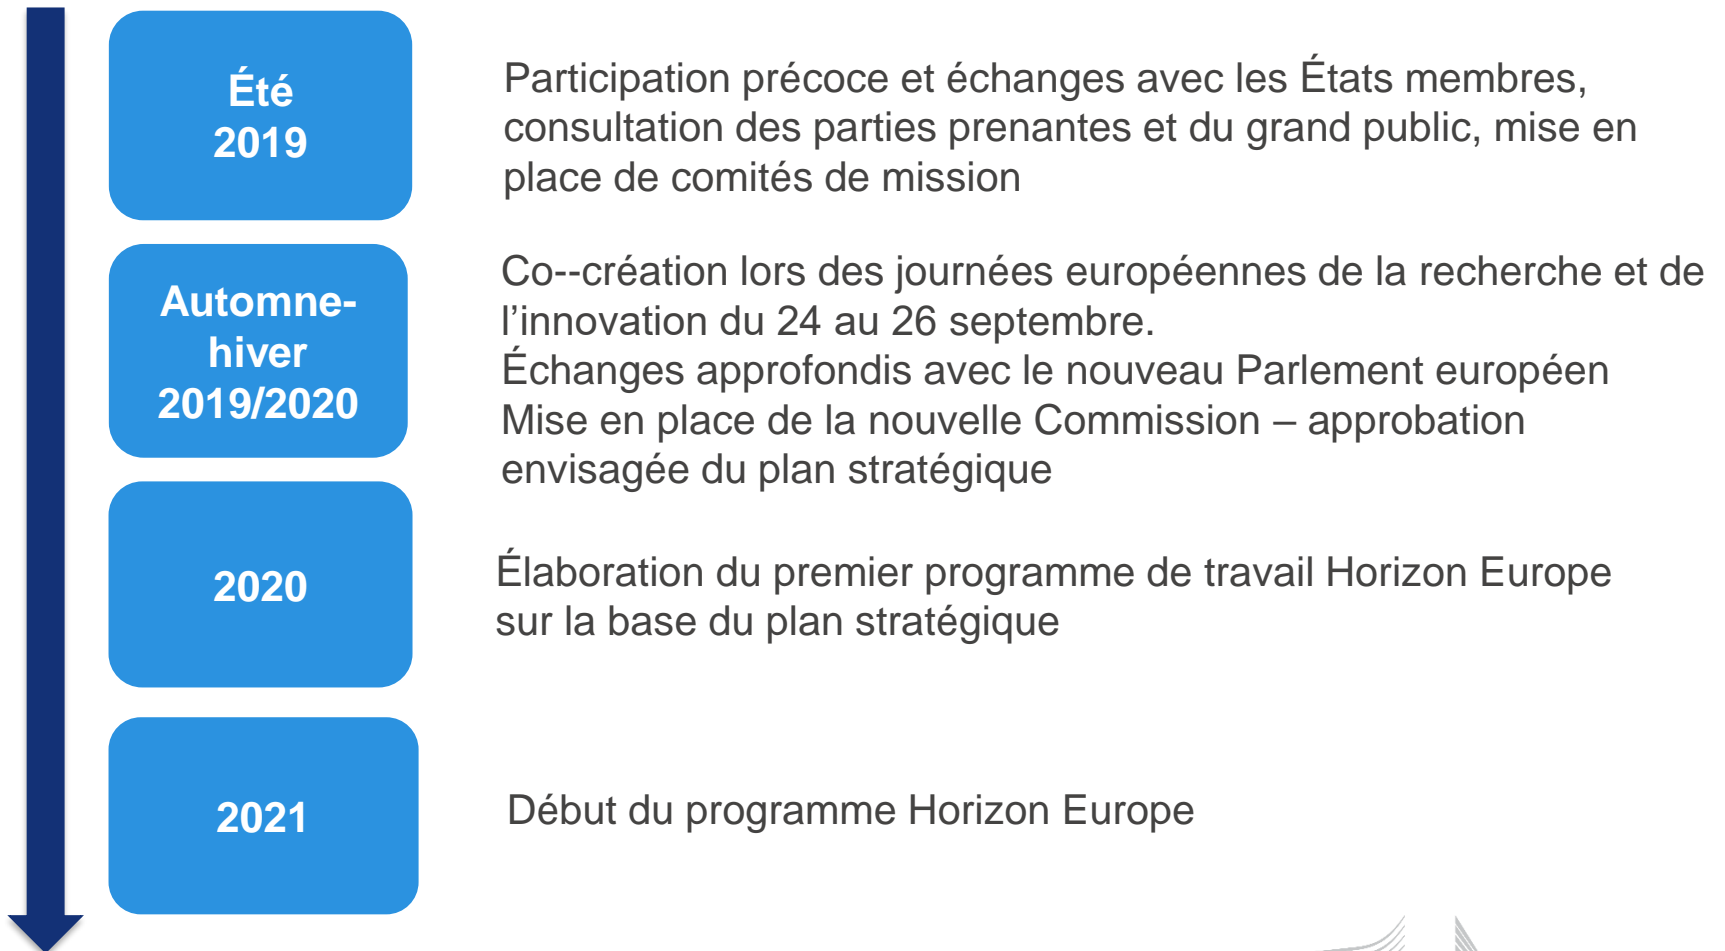 Été
2019
Participation précoce et échanges avec les États membres,
consultation des parties prenantes et du grand public, mise en
place de comités de mission
Automne-
hiver
2019/2020
Co--création lors des journées européennes de la recherche et de
l’innovation du 24 au 26 septembre.
Échanges approfondis avec le nouveau Parlement européen
Mise en place de la nouvelle Commission – approbation
envisagée du plan stratégique
2020
Élaboration du premier programme de travail Horizon Europe
sur la base du plan stratégique
2021
Début du programme Horizon Europe